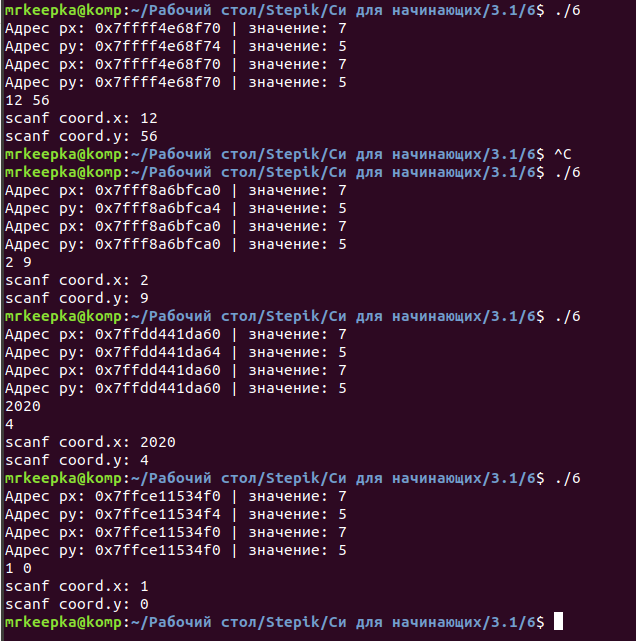 mrkeepka@komp:~/Рабочий стол/Stepik/Си для начинающих/3.1/6$ ./6
Адрес px: 0x7ffff4e68f70 | значение: 7
Адрес py: 0x7ffff4e68f74 | значение: 5
Адрес px: 0x7ffff4e68f70 | значение: 7
Адрес py: 0x7ffff4e68f70 | значение: 5
12 56
scanf coord.x: 12
scanf coord.y: 56
mrkeepka@komp:~/Рабочий стол/Stepik/Си для начинающих/3.1/6$ ^C
mrkeepka@komp:~/Рабочий стол/Stepik/Си для начинающих/3.1/6$ ./6
Адрес px: 0x7fff8a6bfca0 | значение: 7
Адрес py: 0x7fff8a6bfca4 | значение: 5
Адрес px: 0x7fff8a6bfca0 | значение: 7
Адрес py: 0x7fff8a6bfca0 | значение: 5
2 9
scanf coord.x: 2
scanf coord.y: 9
mrkeepka@komp:~/Рабочий стол/Stepik/Си для начинающих/3.1/6$ ./6
Адрес px: 0x7ffdd441da60 | значение: 7
Адрес py: 0x7ffdd441da64 | значение: 5
Адрес px: 0x7ffdd441da60 | значение: 7
Адрес py: 0x7ffdd441da60 | значение: 5
2020
4
scanf coord.x: 2020
scanf coord.y: 4
mrkeepka@komp:~/Рабочий стол/Stepik/Си для начинающих/3.1/6$ ./6
Адрес px: 0x7ffce11534f0 | значение: 7
Адрес py: 0x7ffce11534f4 | значение: 5
Адрес px: 0x7ffce11534f0 | значение: 7
Адрес py: 0x7ffce11534f0 | значение: 5
1 0
scanf coord.x: 1
scanf coord.y: 0
mrkeepka@komp:~/Рабочий стол/Stepik/Си для начинающих/3.1/6$